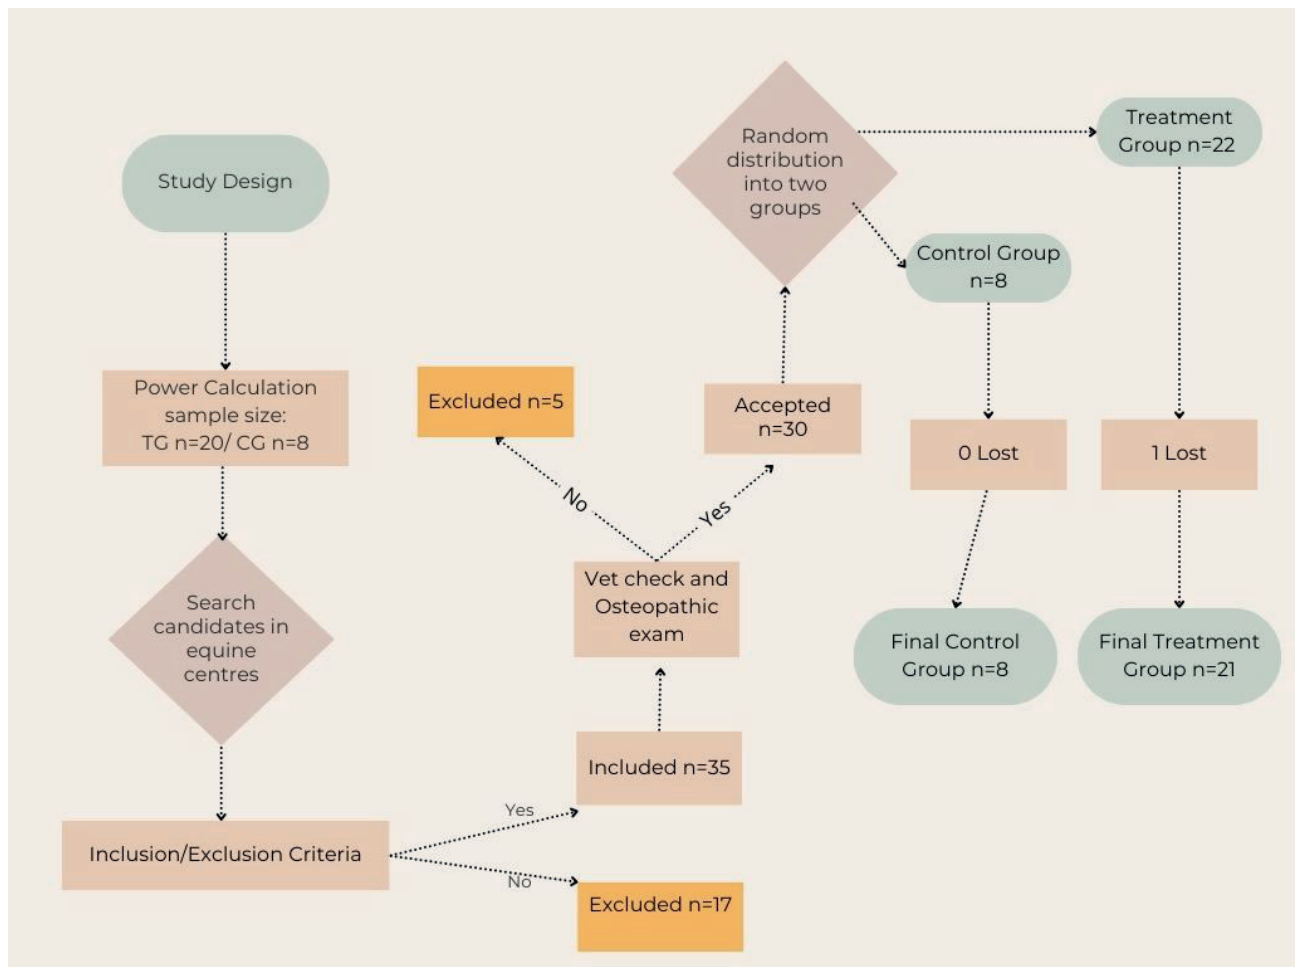 Study Design
Power Calculation
sample size:
TG n=20/ CG n=8
Search
candidates in
equine
centres
Inclusion/Exclusion Criteria
Yes
No
Included n=35
Excluded n=17
Vet check and
Osteopathic
exam
No
Yes
Excluded n=5
Accepted
n=30
Random
distribution
into two
groups
Treatment
Group n=22
Control Group
n=8
0 Lost
1 Lost
Final Control
Group n=8
Final Treatment
Group n=21